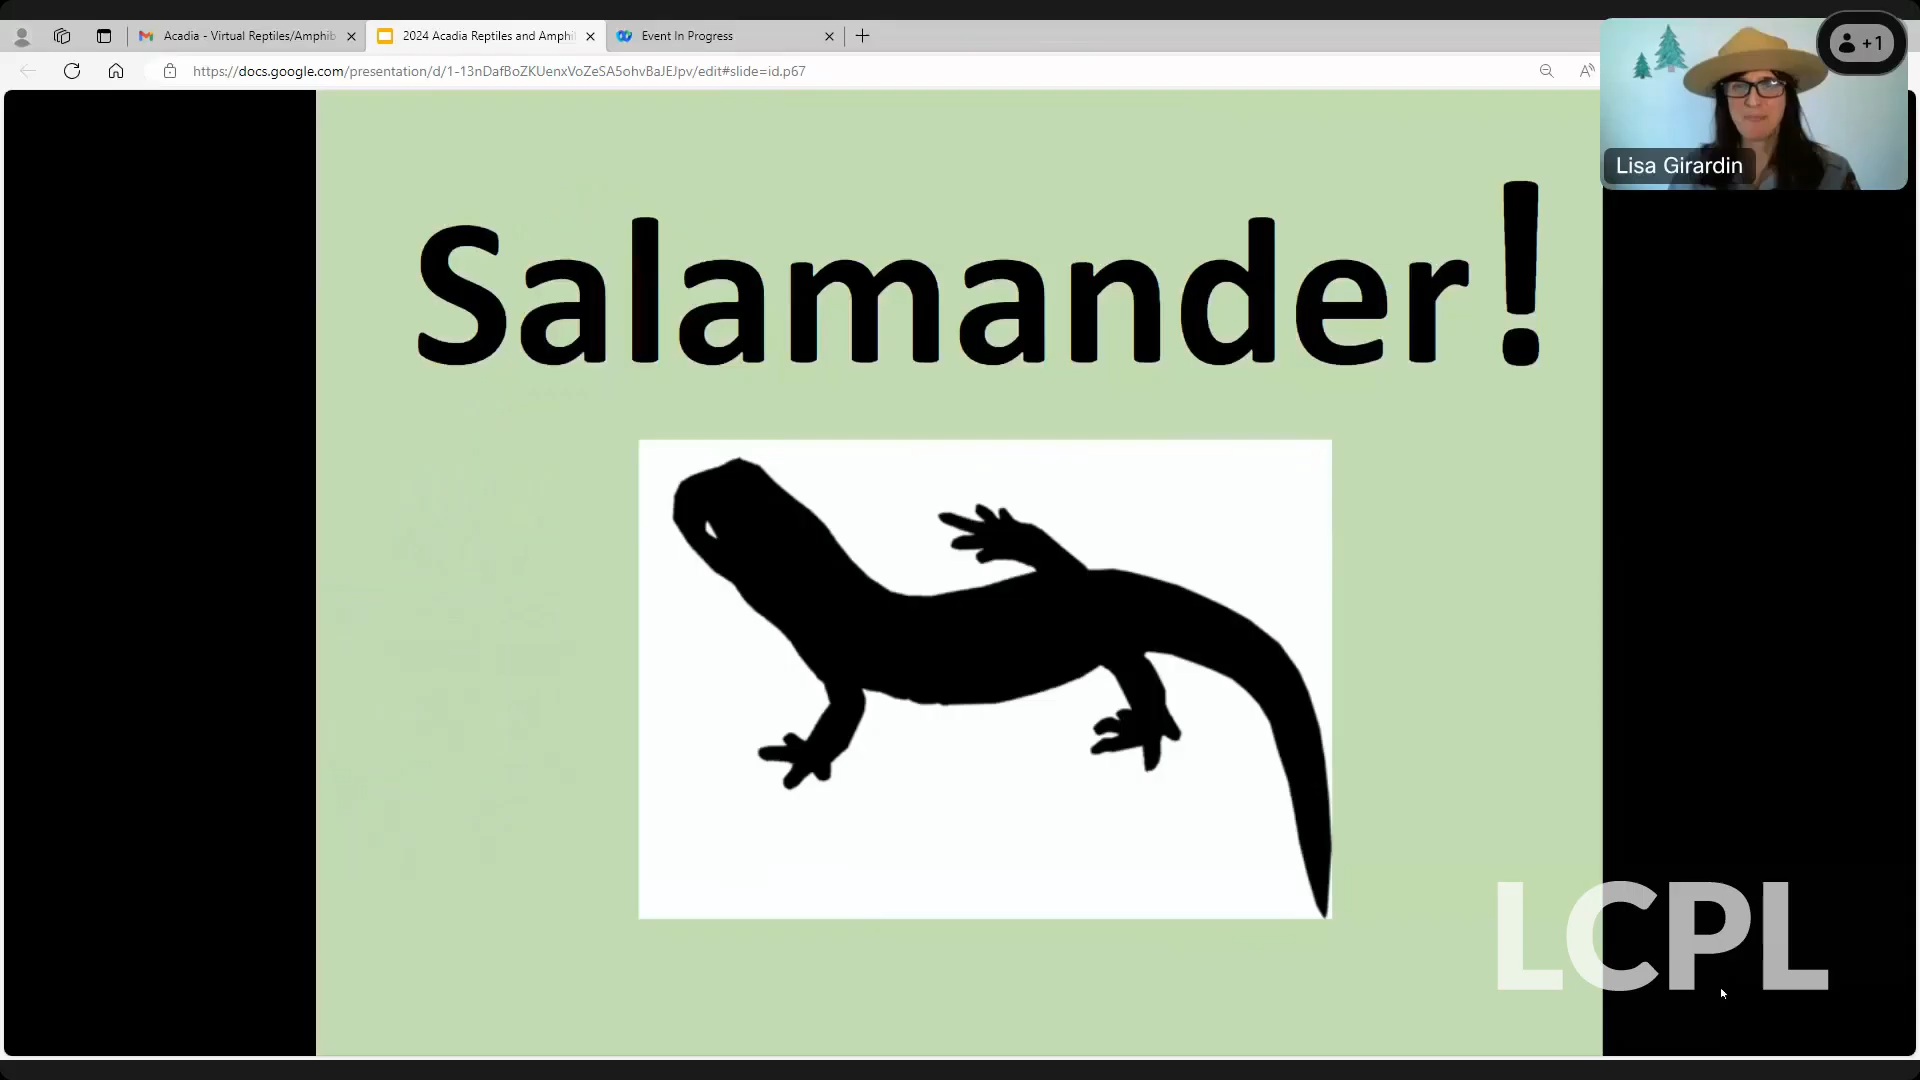 Acadia - Virtual Reptiles/Amphib
2024 Acadia Reptiles and Amphi
Event In Progress
https://docs.google.com/presentation/d/1-13nDafBoZKUenxVoZeSA5ohvBaJEJpv/edit#slide=id.p67
+1
Lisa Girardin
Salamander!
LCPL